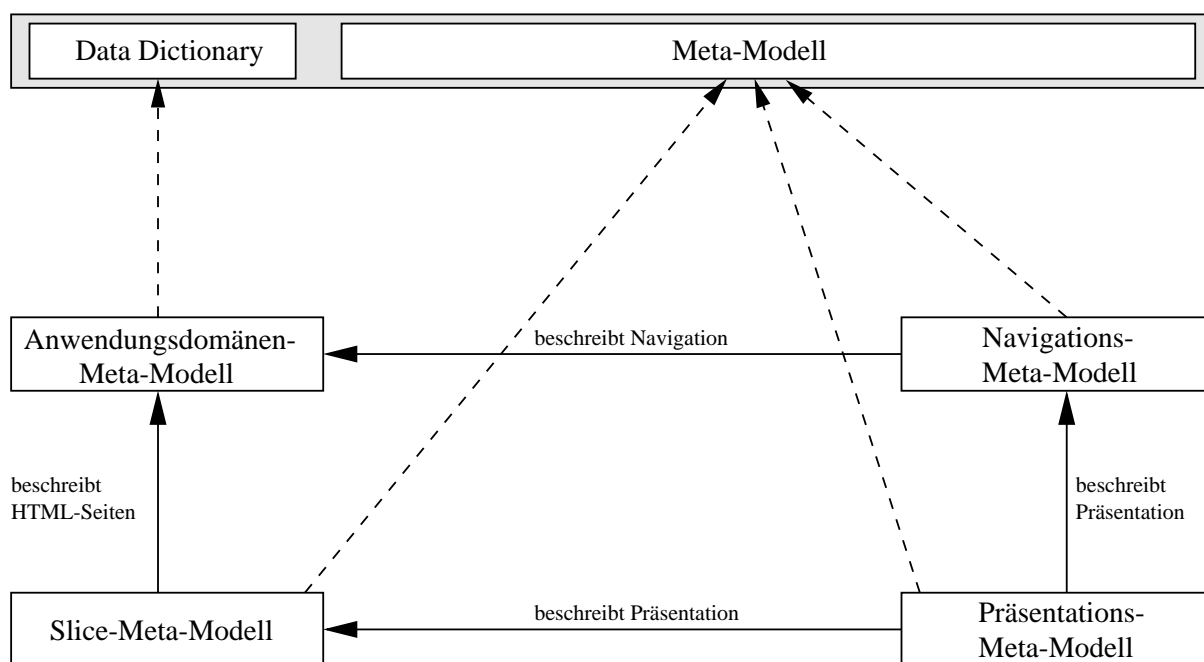 Data Dictionary
Meta-Modell
Anwendungsdomänen-
Meta-Modell
beschreibt Navigation
Navigations-
Meta-Modell
beschreibt
HTML-Seiten
beschreibt
Präsentation
Slice-Meta-Modell
beschreibt Präsentation
Präsentations-
Meta-Modell